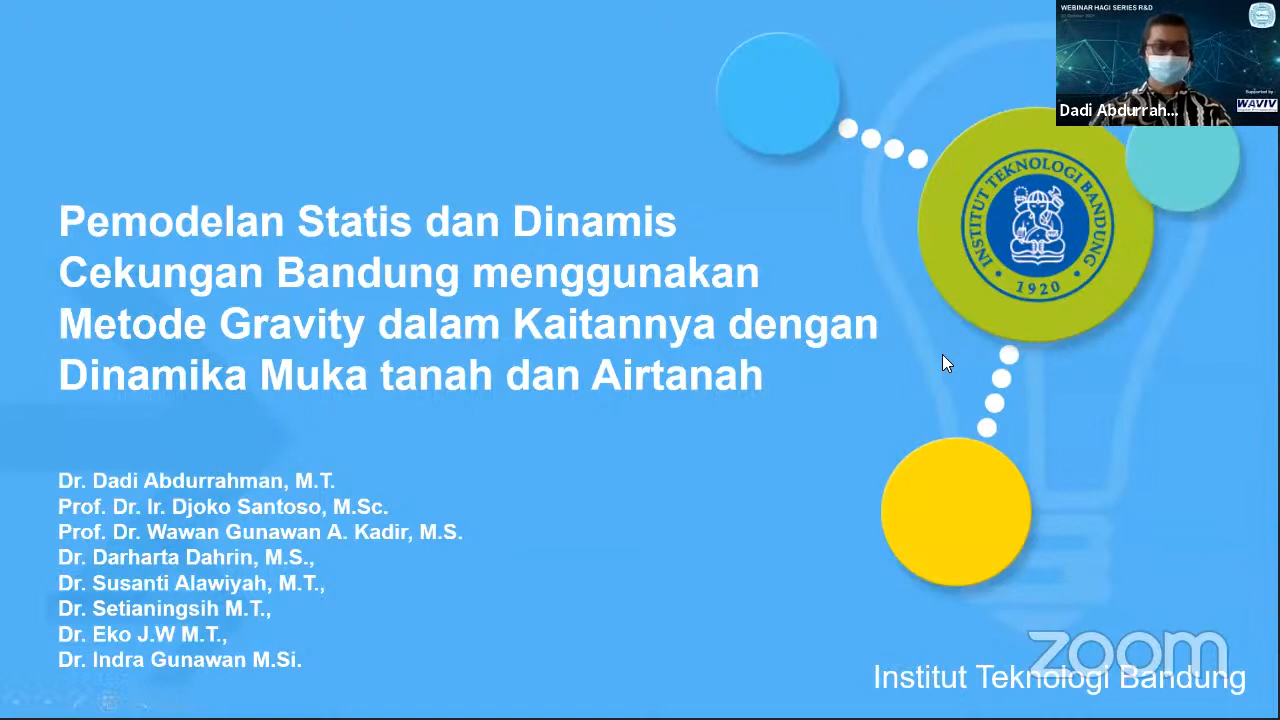 WEBINAR HAGI SERIES R&D
Supported by :
WAVIV
Dadi Abdurrah...
INSTITUT TEKNOLOGI BANDUNG
1920
Pemodelan Statis dan Dinamis
Cekungan Bandung menggunakan
Metode Gravity dalam Kaitannya dengan
Dinamika Muka tanah dan Airtanah
Dr. Dadi Abdurrahman, M.T.
Prof. Dr. Ir. Djoko Santoso, M.Sc.
Prof. Dr. Wawan Gunawan A. Kadir, M.S.
Dr. Darharta Dahrin, M.S.,
Dr. Susanti Alawiyah, M.T.,
Dr. Setianingsih M.T.,
Dr. Eko J.W M.T.,
Dr. Indra Gunawan M.Si.
zoom
Institut Teknologi Bandung